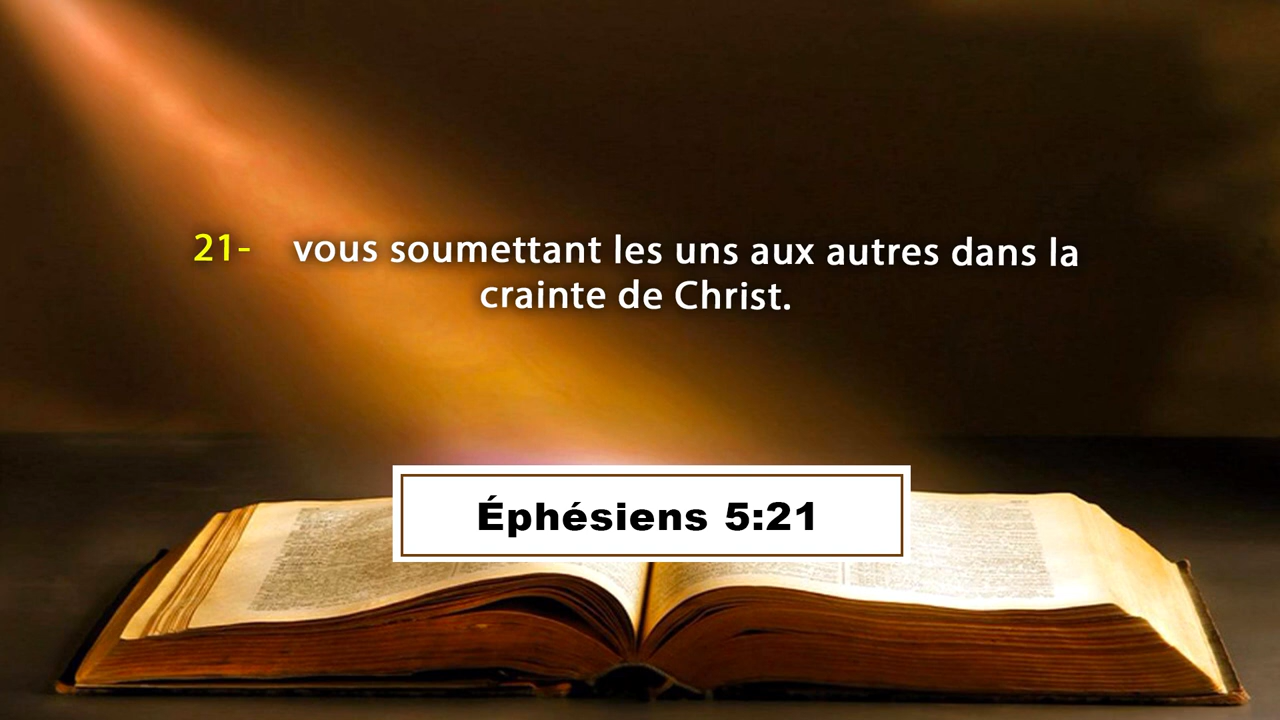 21- vous soumettant les uns aux autres dans la
crainte de Christ.
Éphésiens 5:21